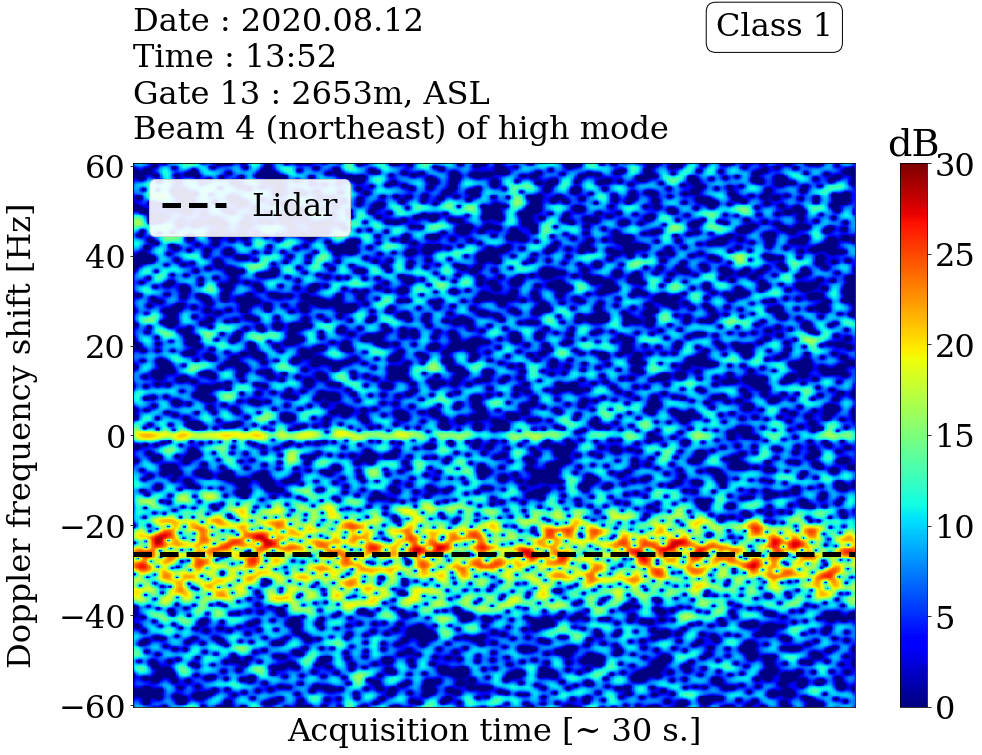 Date : 2020.08.12
Time : 13:52
Gate 13 : 2653m, ASL
Beam 4 (northeast) of high mode
Class 1
dB
60
40
20
0
−20
−40
−60
Doppler frequency shift [Hz]
Lidar
30
25
20
15
10
5
0
Acquisition time [~ 30 s.]